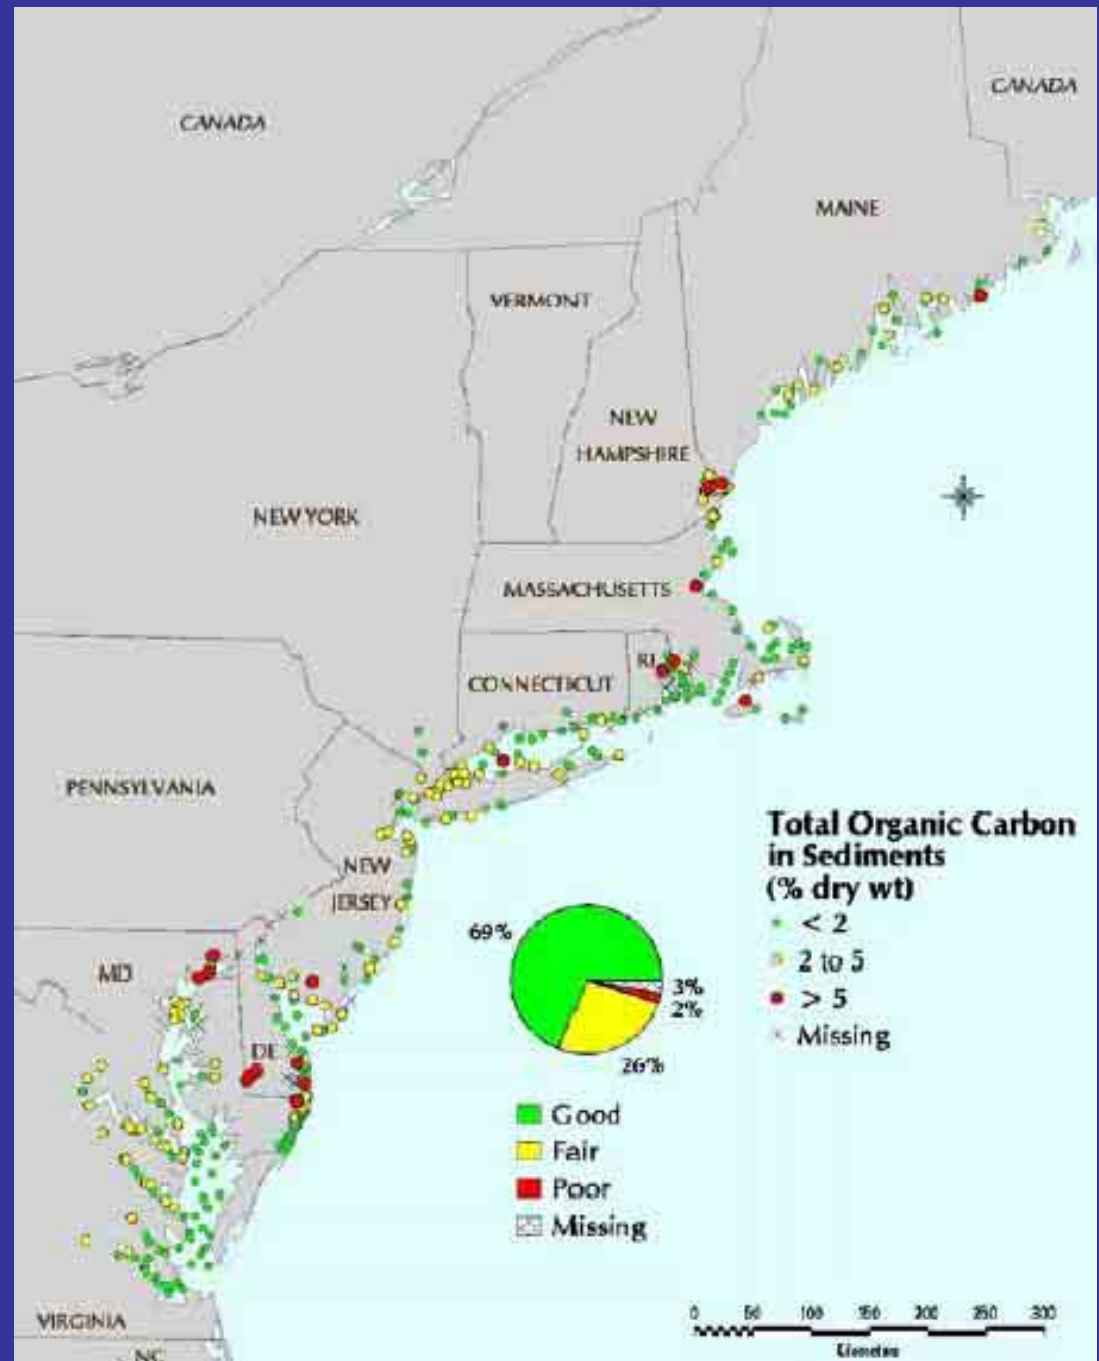 CANADA
CANADA
MAINE
VERMONT
NEW
HAMPSHIRE
NEW YORK
MASSACHUSETTS
RI
CONNECTICUT
PENNSYLVANIA
NEW
JERSEY
MD
DE
VIRGINIA
NC
Total Organic Carbon
in Sediments
(% dry wt)
< 2
2 to 5
> 5
Missing
69%
3%
2%
26%
Good
Fair
Poor
Missing
0 50 100 150 200 250 300
Kilometers